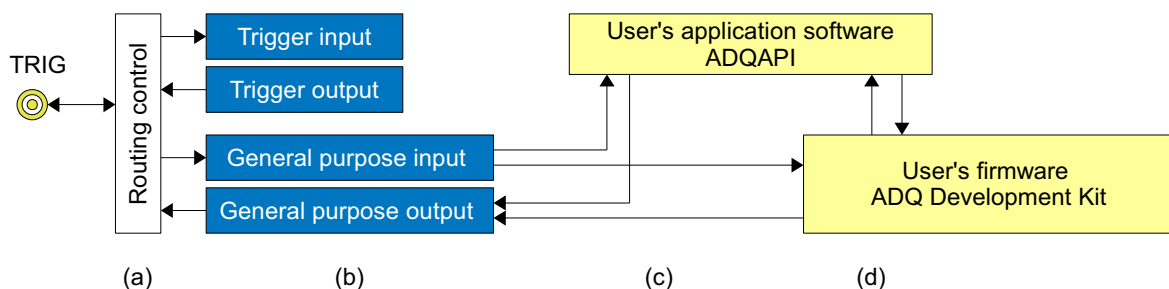 TRIG
Routing control
Trigger input
Trigger output
General purpose input
General purpose output
User's application software
ADQAPI
User's firmware
ADQ Development Kit
(a)
(b)
(c)
(d)